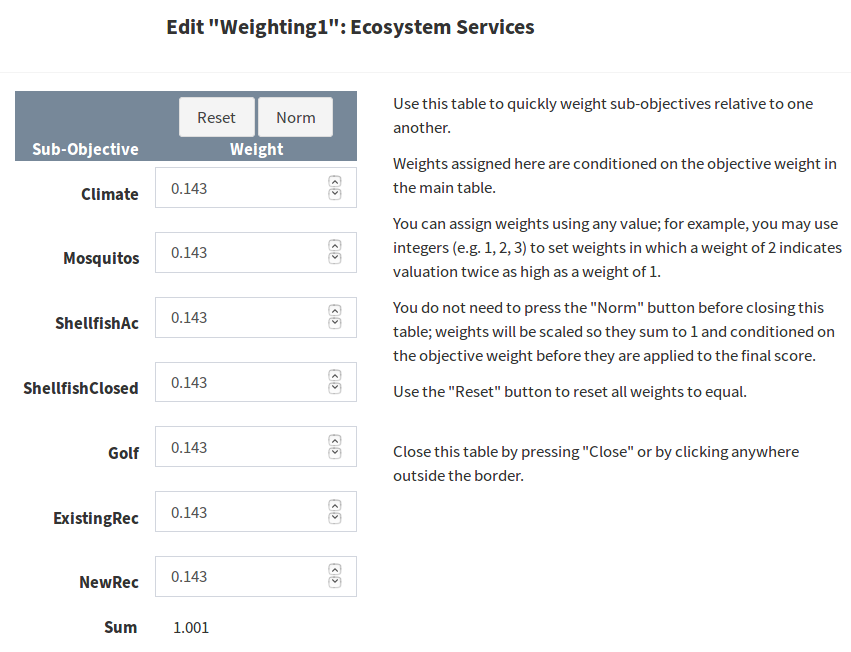 Edit "Weighting1": Ecosystem Services
Reset Norm
Sub-Objective Weight
Climate 0.143
Mosquitos 0.143
ShellfishAc 0.143
ShellfishClosed 0.143
Golf 0.143
ExistingRec 0.143
NewRec 0.143
Sum 1.001
Use this table to quickly weight sub-objectives relative to one
another.
Weights assigned here are conditioned on the objective weight in
the main table.
You can assign weights using any value; for example, you may use
integers (e.g. 1, 2, 3) to set weights in which a weight of 2 indicates
valuation twice as high as a weight of 1.
You do not need to press the "Norm" button before closing this
table; weights will be scaled so they sum to 1 and conditioned on
the objective weight before they are applied to the final score.
Use the "Reset" button to reset all weights to equal.
Close this table by pressing "Close" or by clicking anywhere
outside the border.